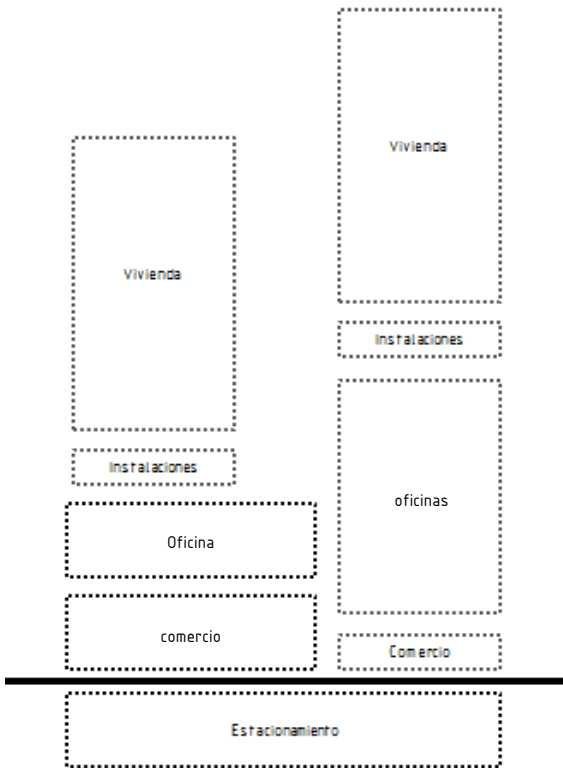 Vivienda
Vivienda
Instalaciones
Instalaciones
oficinas
Oficina
comercio
Comercio
Estacionamiento